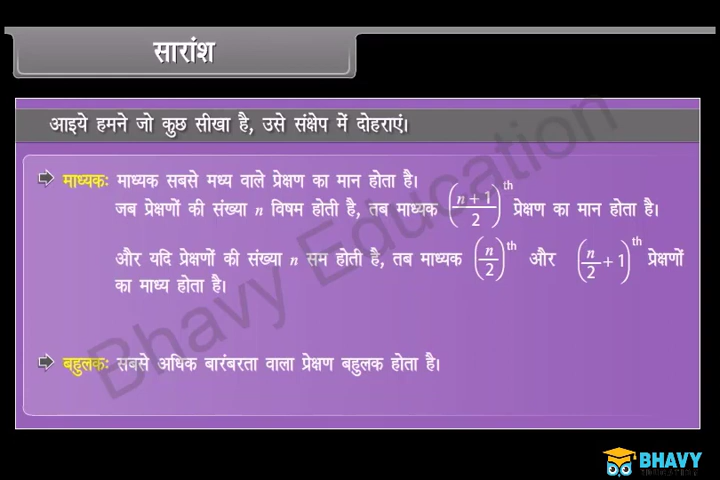 सारांश
आइये हमने जो कुछ सीखा है, उसे संक्षेप में दोहराएं।
माध्यकः माध्यक सबसे मध्य वाले प्रेक्षण का मान होता है।
जब प्रेक्षणों की संख्या n विषम होती है, तब माध्यक ((n + 1)/2)th प्रेक्षण का मान होता है।
और यदि प्रेक्षणों की संख्या n सम होती है, तब माध्यक (n/2)th और (n/2 + 1)th प्रेक्षणों
का माध्य होता है।
बहुलकः सबसे अधिक बारंबरता वाला प्रेक्षण बहुलक होता है।
Bhavy Education
BHAVY
EDUCATION